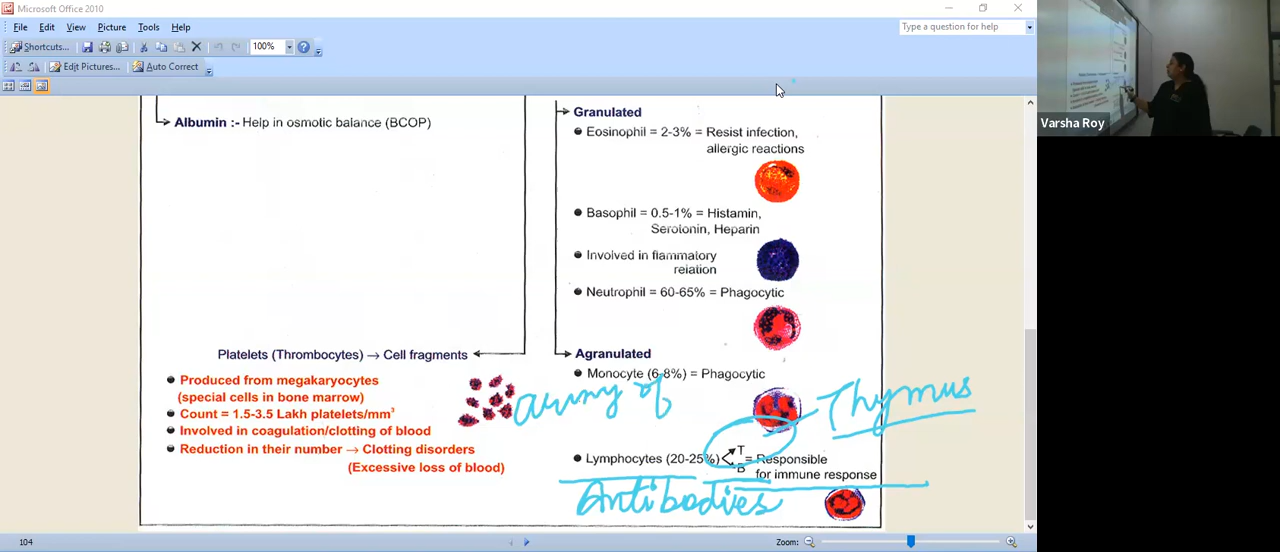 Microsoft Office 2010
File Edit View Picture Tools Help
Type a question for help
Shortcuts...
100%
Edit Pictures...
Auto Correct
Varsha Roy
Albumin :- Help in osmotic balance (BCOP)
Granulated
Eosinophil = 2-3% = Resist infection,
allergic reactions
Basophil = 0.5-1% = Histamin,
Serotonin, Heparin
Involved in flammatory
reiation
Neutrophil = 60-65% = Phagocytic
Platelets (Thrombocytes) → Cell fragments
Agranulated
Monocyte (6-8%) = Phagocytic
Produced from megakaryocytes
(special cells in bone marrow)
Count = 1.5-3.5 Lakh platelets/mm³
Involved in coagulation/clotting of blood
Reduction in their number → Clotting disorders
(Excessive loss of blood)
army of
Thymus
Lymphocytes (20-25%) T
B = Responsible
for immune response
Antibodies
104
Zoom: